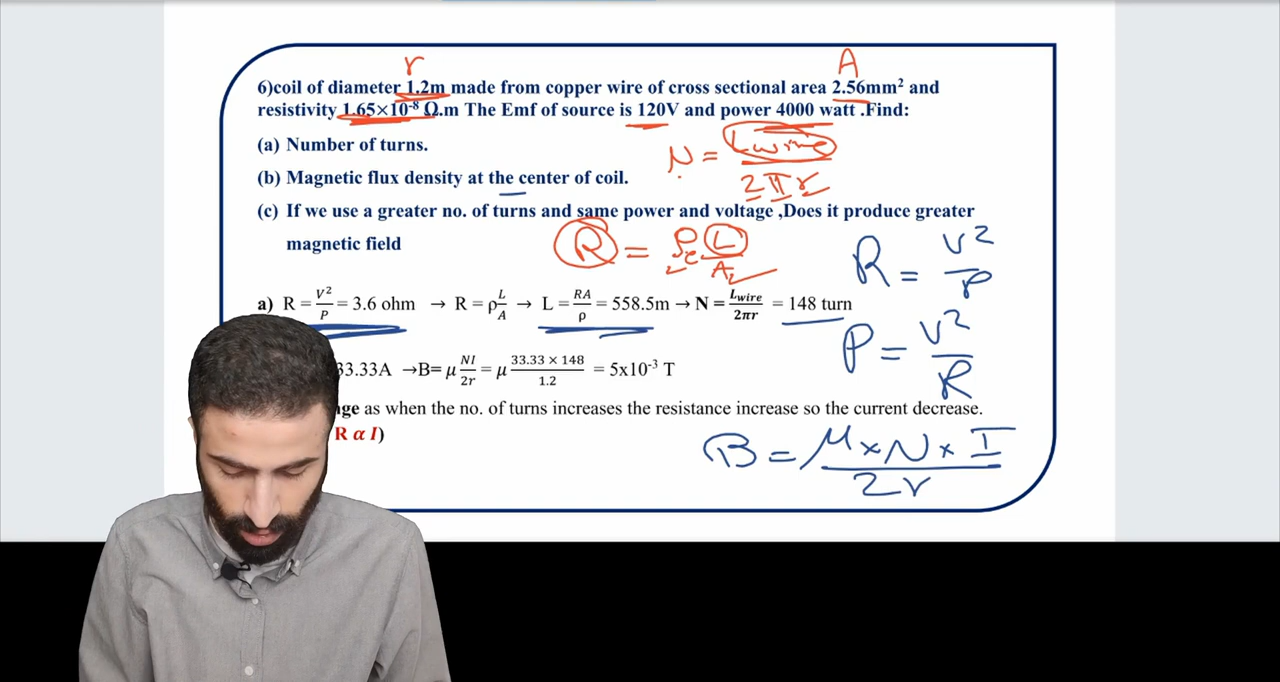 r
A
6)coil of diameter 1.2m made from copper wire of cross sectional area 2.56mm² and
resistivity 1.65×10⁻⁸ Ω.m The Emf of source is 120V and power 4000 watt .Find:
(a) Number of turns.
N = Lwire / 2πr
(b) Magnetic flux density at the center of coil.
(c) If we use a greater no. of turns and same power and voltage ,Does it produce greater
magnetic field
R = ρe L / A
R = V² / P
a) R = V²/P = 3.6 ohm → R = ρ L/A → L = RA/ρ = 558.5m → N = Lwire/2πr = 148 turn
P = V² / R
33.33A →B= μ NI/2r = μ 33.33 × 148/1.2 = 5x10⁻³ T
ge as when the no. of turns increases the resistance increase so the current decrease.
R α I)
B = μ × N × I / 2r